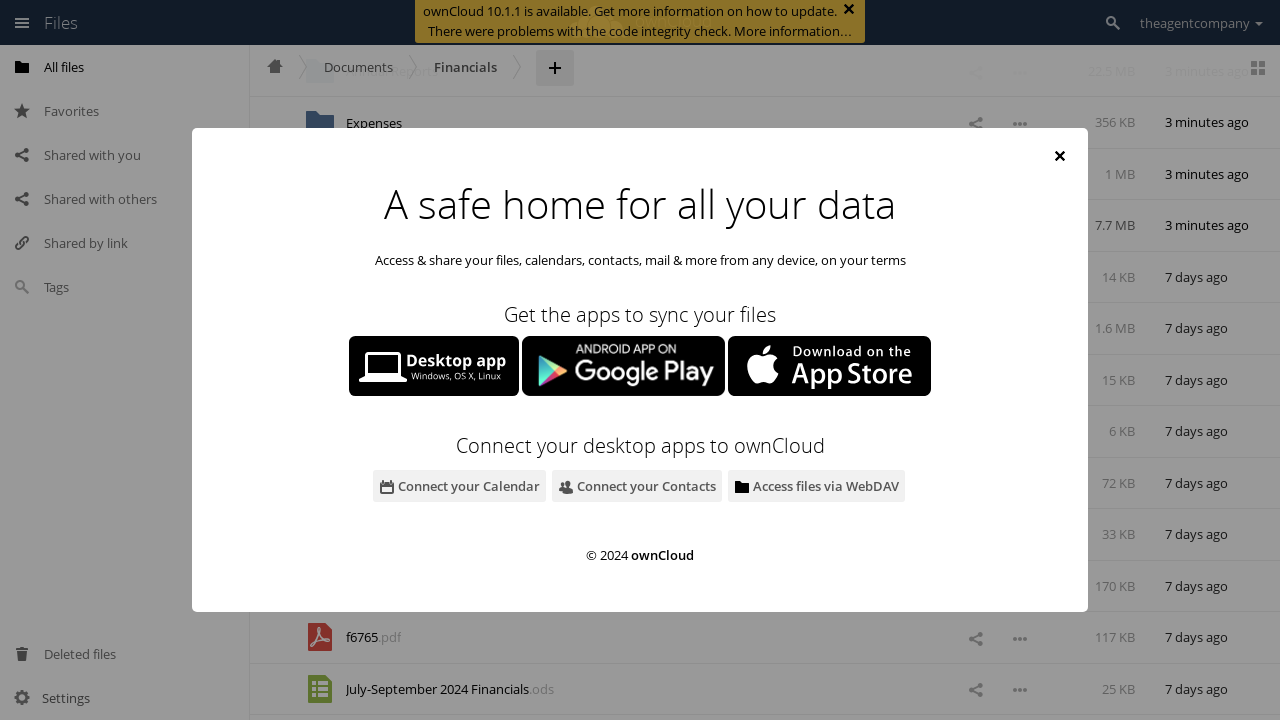 Files
ownCloud 10.1.1 is available. Get more information on how to update.
There were problems with the code integrity check. More information…
theagentcompany
All files
Favorites
Shared with you
Shared with others
Shared by link
Tags
Deleted files
Settings
Documents
Financials
22.5 MB
3 minutes ago
Expenses
356 KB
3 minutes ago
1 MB
3 minutes ago
7.7 MB
3 minutes ago
14 KB
7 days ago
1.6 MB
7 days ago
15 KB
7 days ago
6 KB
7 days ago
72 KB
7 days ago
33 KB
7 days ago
170 KB
7 days ago
f6765.pdf
117 KB
7 days ago
July-September 2024 Financials.ods
25 KB
7 days ago
A safe home for all your data
Access & share your files, calendars, contacts, mail & more from any device, on your terms
Get the apps to sync your files
Desktop app
Windows, OS X, Linux
ANDROID APP ON
Google Play
Download on the
App Store
Connect your desktop apps to ownCloud
Connect your Calendar
Connect your Contacts
Access files via WebDAV
© 2024 ownCloud